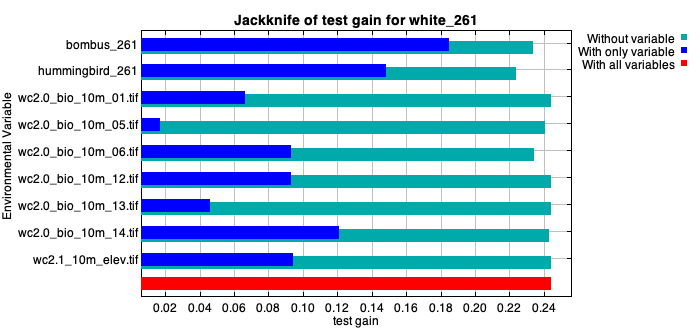 Jackknife of test gain for white_261
Without variable
With only variable
With all variables
Environmental Variable
bombus_261
hummingbird_261
wc2.0_bio_10m_01.tif
wc2.0_bio_10m_05.tif
wc2.0_bio_10m_06.tif
wc2.0_bio_10m_12.tif
wc2.0_bio_10m_13.tif
wc2.0_bio_10m_14.tif
wc2.1_10m_elev.tif
0.02 0.04 0.06 0.08 0.10 0.12 0.14 0.16 0.18 0.20 0.22 0.24
test gain